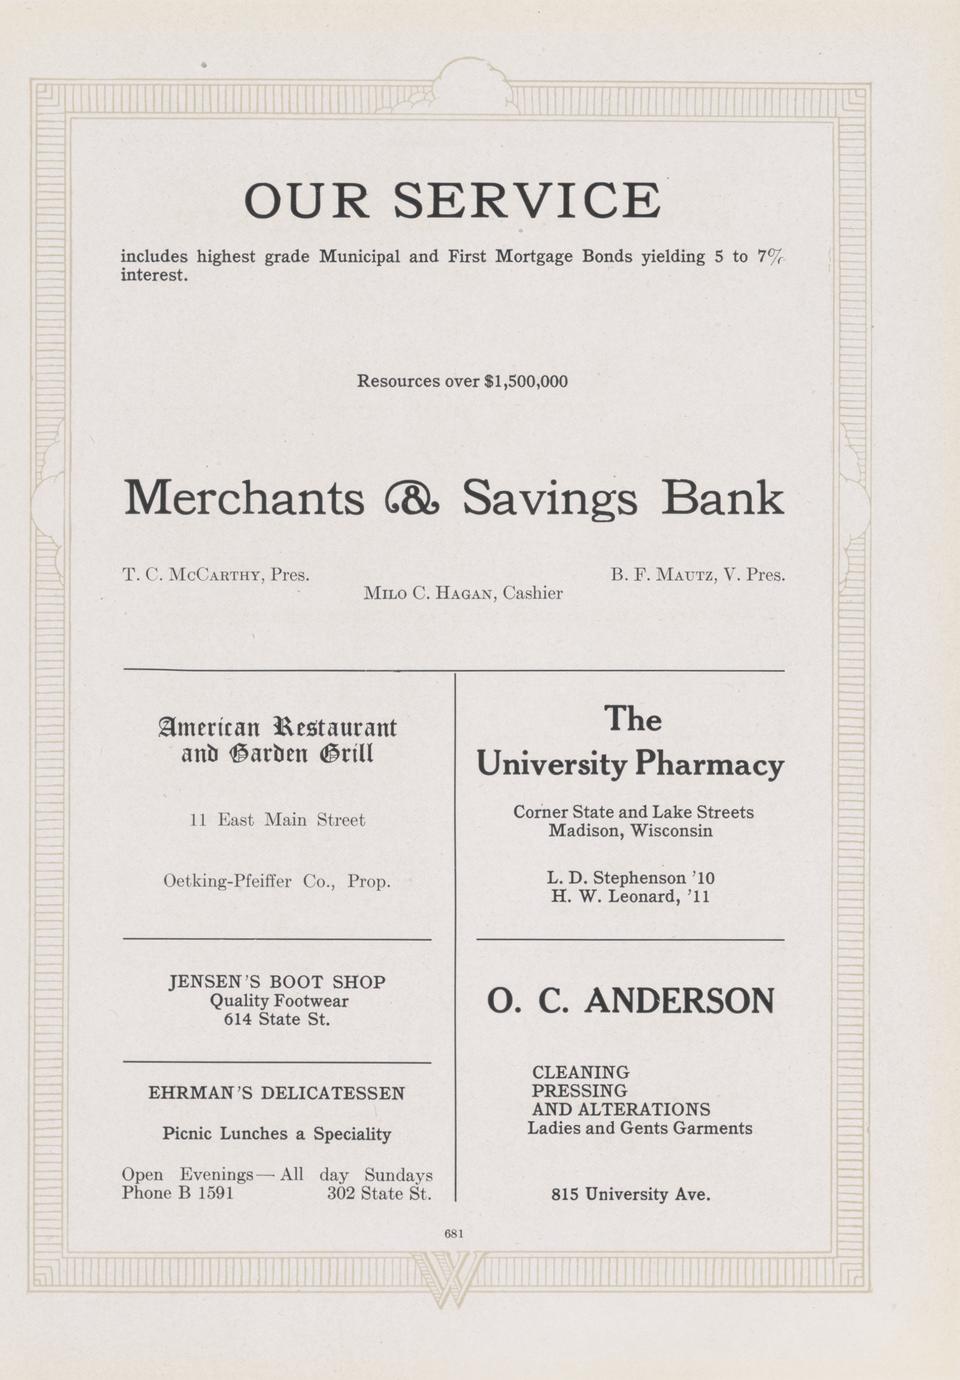 OUR SERVICE
includes highest grade Municipal and First Mortgage Bonds yielding 5 to 7%
interest.
Resources over $1,500,000
Merchants & Savings Bank
T. C. McCarthy, Pres.
B. F. Mautz, V. Pres.
Milo C. Hagan, Cashier
American Restaurant
and Garden Grill
11 East Main Street
Oetking-Pfeiffer Co., Prop.
JENSEN'S BOOT SHOP
Quality Footwear
614 State St.
EHRMAN'S DELICATESSEN
Picnic Lunches a Speciality
Open Evenings— All day Sundays
Phone B 1591 302 State St.
The
University Pharmacy
Corner State and Lake Streets
Madison, Wisconsin
L. D. Stephenson '10
H. W. Leonard, '11
O. C. ANDERSON
CLEANING
PRESSING
AND ALTERATIONS
Ladies and Gents Garments
815 University Ave.
681
W